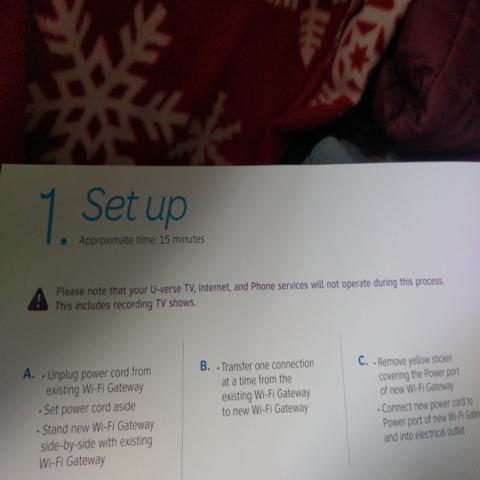 1. Set up
Approximate time: 15 minutes
Please note that your U-verse TV, Internet, and Phone services will not operate during this process.
This includes recording TV shows.
A. • Unplug power cord from
existing Wi-Fi Gateway
• Set power cord aside
• Stand new Wi-Fi Gateway
side-by-side with existing
Wi-Fi Gateway
B. • Transfer one connection
at a time from the
existing Wi-Fi Gateway
to new Wi-Fi Gateway
C. • Remove yellow sticker
covering the Power port
of new Wi-Fi Gateway
• Connect new power cord to
Power port of new Wi-Fi Gate
and into electrical outlet